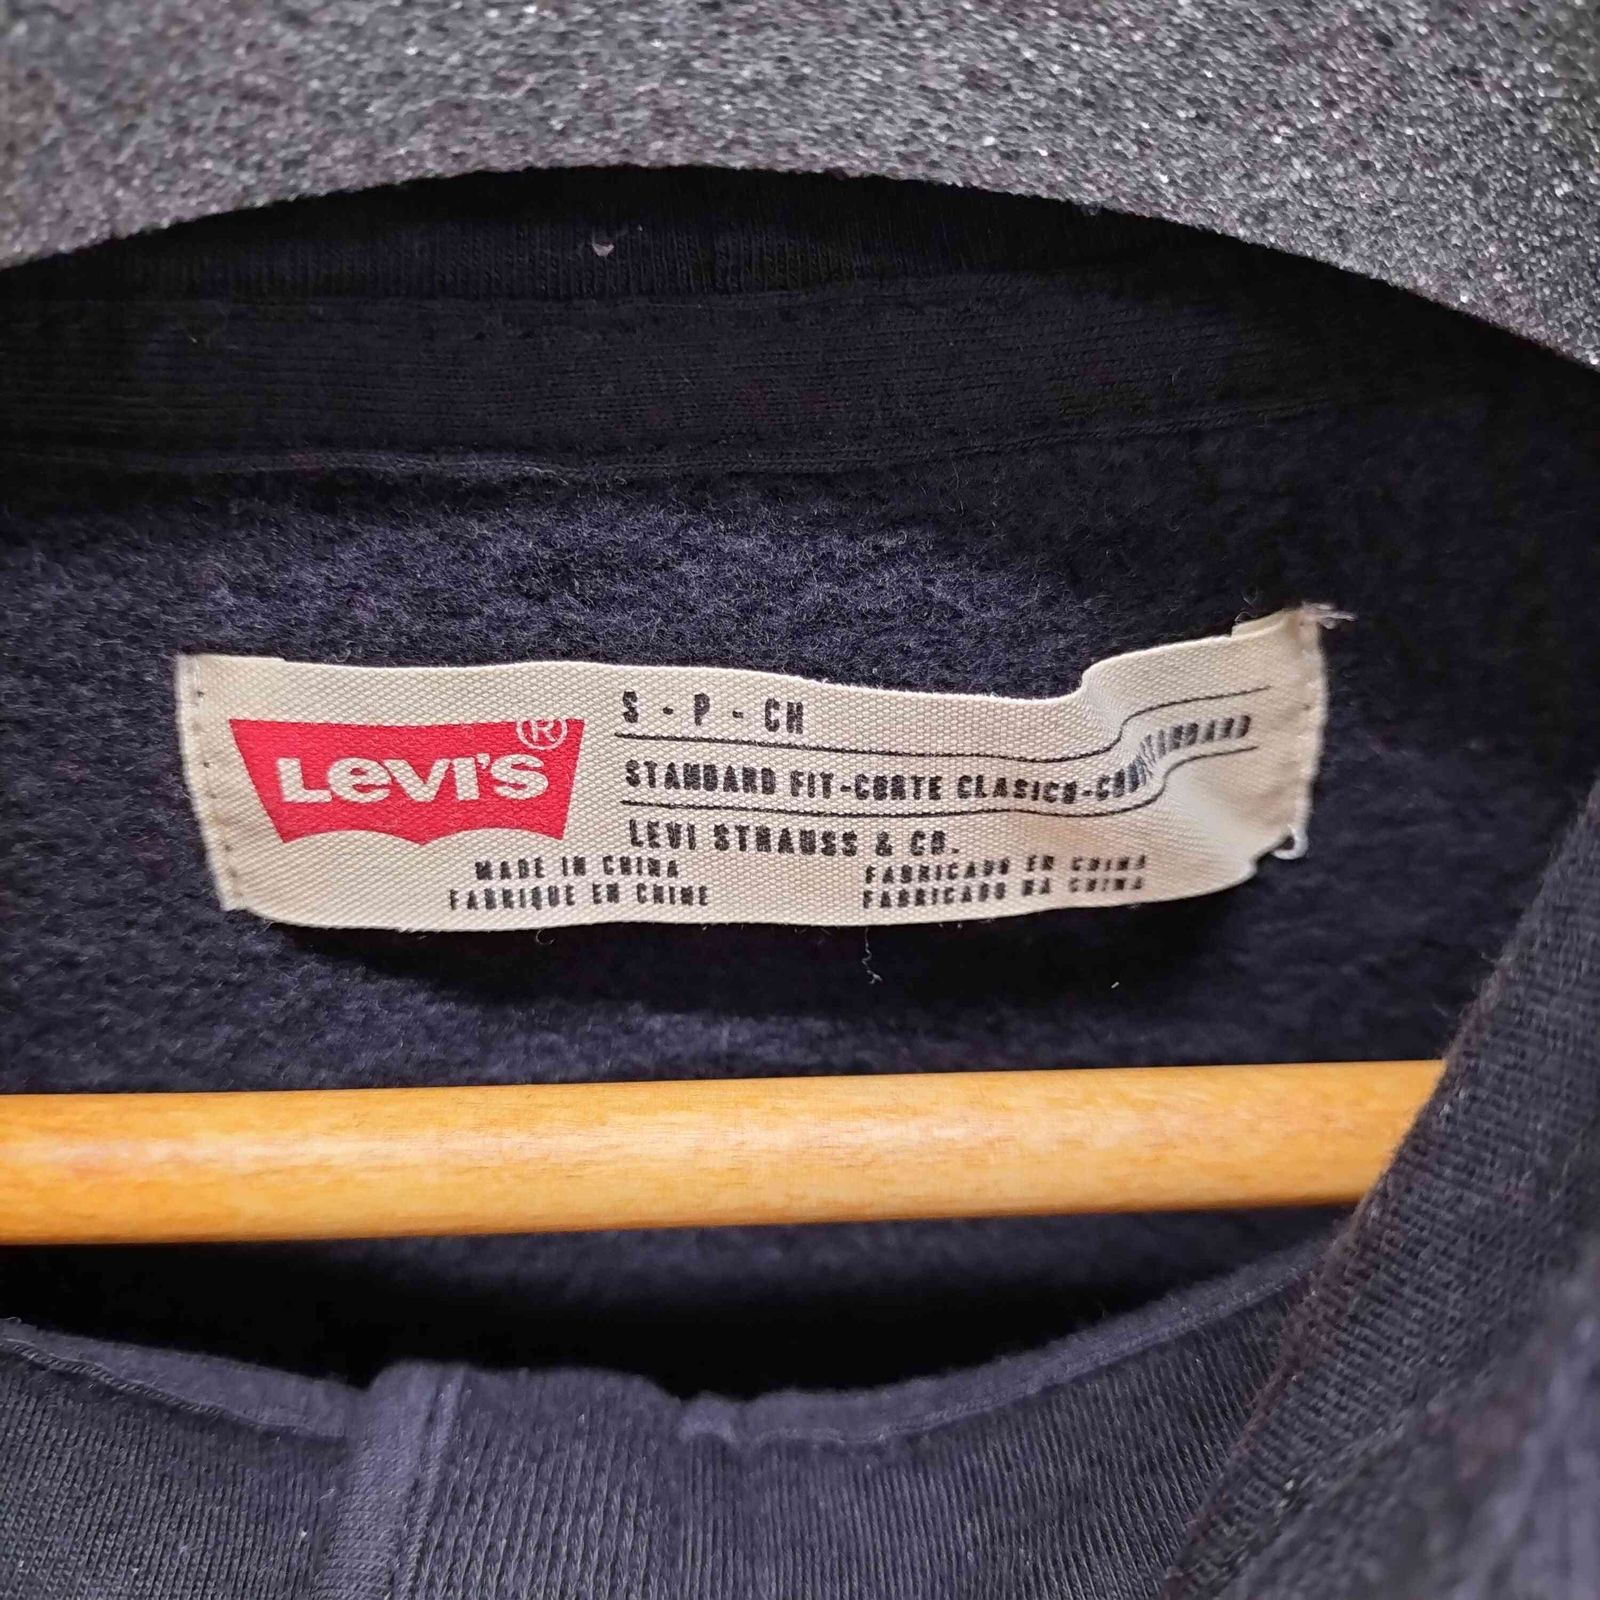 Levi's®
S - P - CH
STANDARD FIT-CORTE CLASICO- STANDARD
LEVI STRAUSS & CO.
MADE IN CHINA
FABRIQUE EN CHINE
FABRICADO EN CHINA
FABRICADO NA CHINA